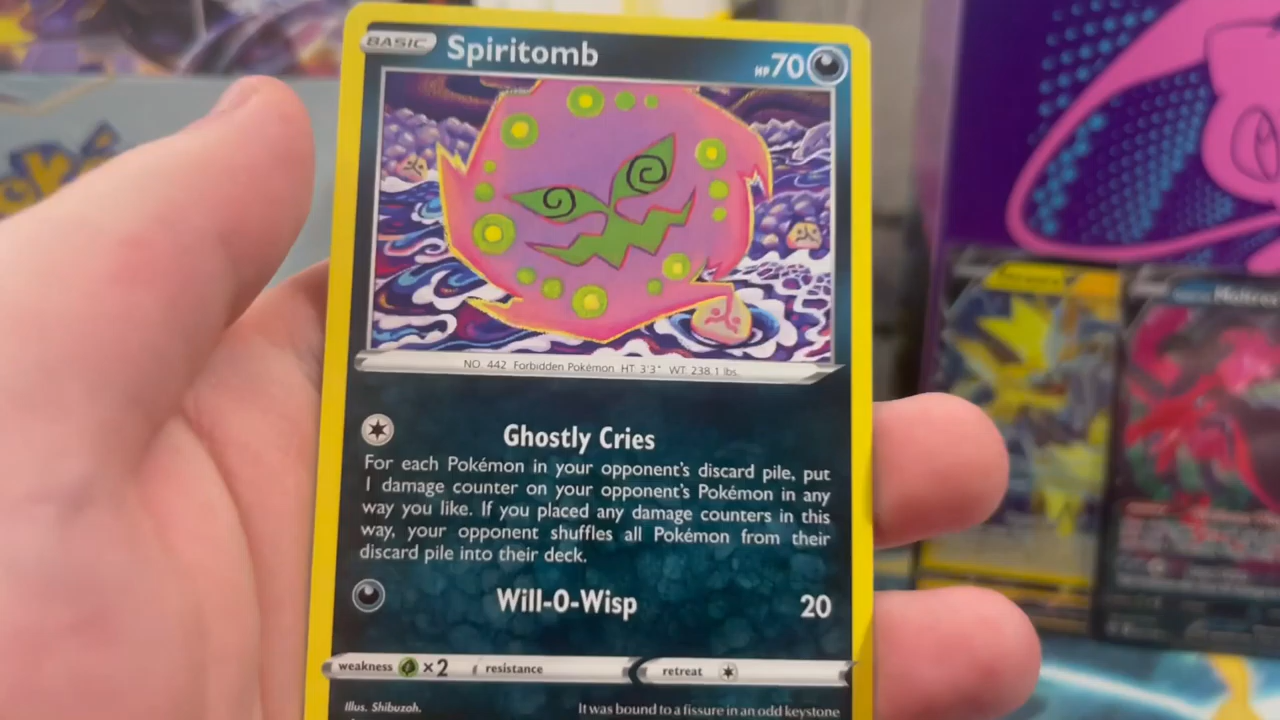 BASIC Spiritomb HP 70
NO. 442 Forbidden Pokémon HT 3'3" WT 238.1 lbs.
Ghostly Cries
For each Pokémon in your opponent's discard pile, put
1 damage counter on your opponent's Pokémon in any
way you like. If you placed any damage counters in this
way, your opponent shuffles all Pokémon from their
discard pile into their deck.
Will-O-Wisp 20
weakness ×2 resistance retreat
Illus. Shibuzoh. It was bound to a fissure in an odd keystone